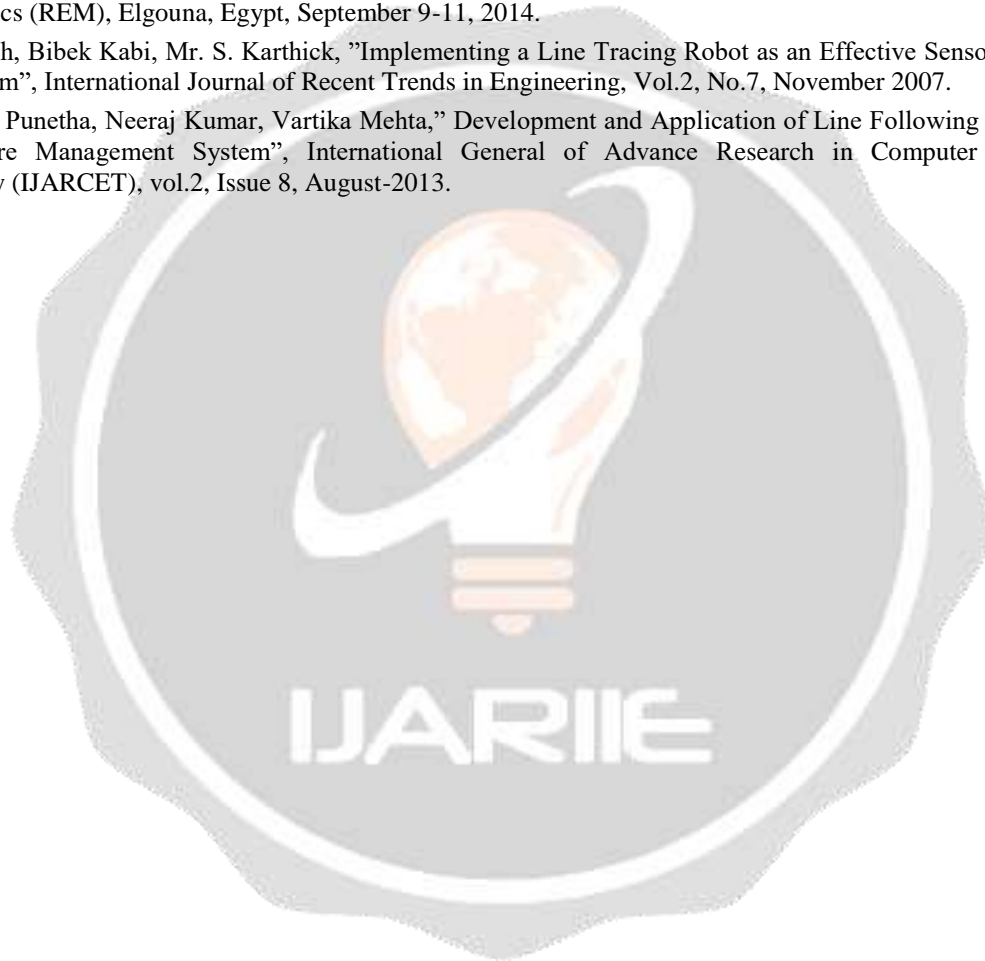 cs (REM), Elgouna, Egypt, September 9-11, 2014.
h, Bibek Kabi, Mr. S. Karthick, ”Implementing a Line Tracing Robot as an Effective Senso
m”, International Journal of Recent Trends in Engineering, Vol.2, No.7, November 2007.
Punetha, Neeraj Kumar, Vartika Mehta,” Development and Application of Line Following
re Management System”, International General of Advance Research in Computer
y (IJARCET), vol.2, Issue 8, August-2013.
IJARIIE